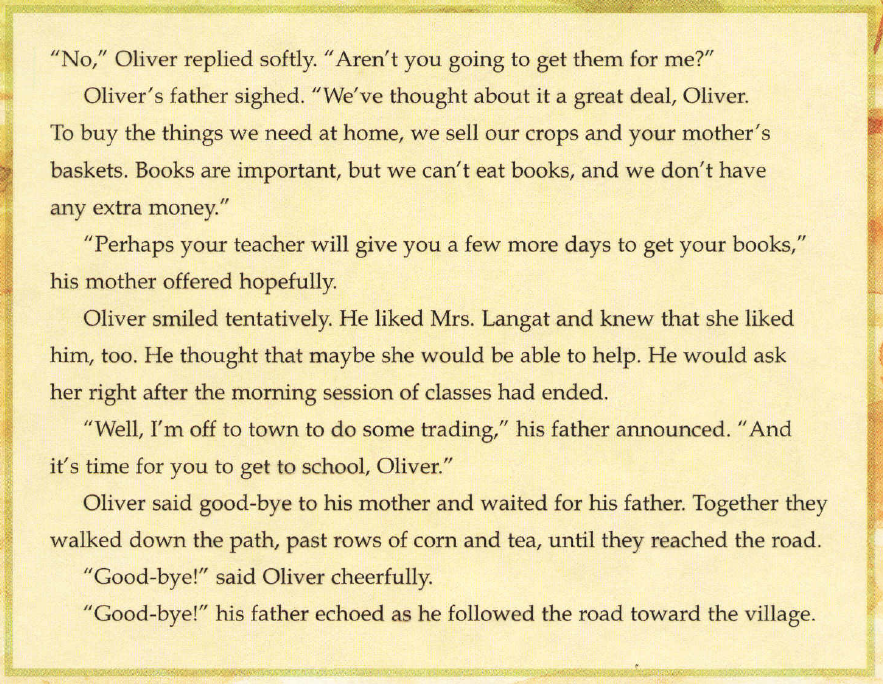 “No,” Oliver replied softly. “Aren’t you going to get them for me?”
Oliver’s father sighed. “We’ve thought about it a great deal, Oliver.
To buy the things we need at home, we sell our crops and your mother’s
baskets. Books are important, but we can’t eat books, and we don’t have
any extra money.”
“Perhaps your teacher will give you a few more days to get your books,”
his mother offered hopefully.
Oliver smiled tentatively. He liked Mrs. Langat and knew that she liked
him, too. He thought that maybe she would be able to help. He would ask
her right after the morning session of classes had ended.
“Well, I’m off to town to do some trading,” his father announced. “And
it’s time for you to get to school, Oliver.”
Oliver said good-bye to his mother and waited for his father. Together they
walked down the path, past rows of corn and tea, until they reached the road.
“Good-bye!” said Oliver cheerfully.
“Good-bye!” his father echoed as he followed the road toward the village.